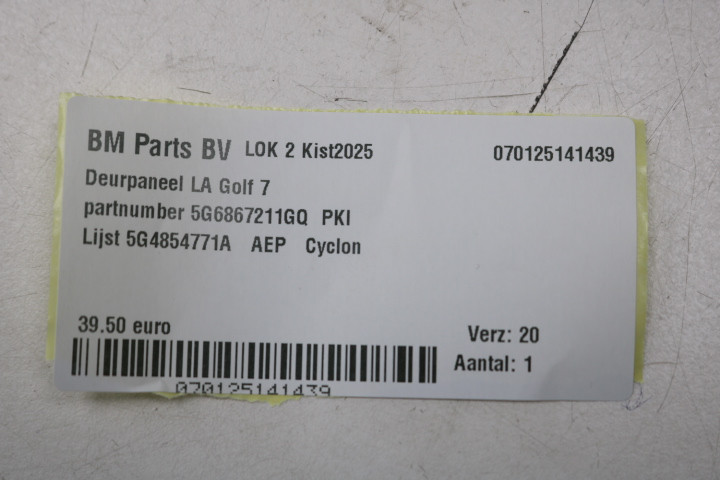 BM Parts BV LOK 2 Kist2025 070125141439
Deurpaneel LA Golf 7
partnumber 5G6867211GQ PKI
Lijst 5G4854771A AEP Cyclon
39.50 euro
Verz: 20
Aantal: 1
070125141439